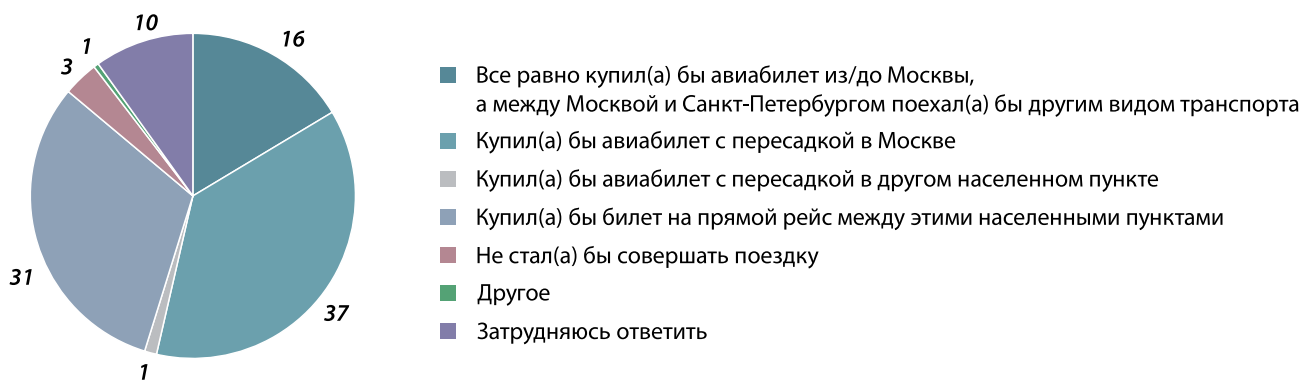 10
1
3
16
31
37
1
Все равно купил(а) бы авиабилет из/до Москвы,
а между Москвой и Санкт-Петербургом поехал(а) бы другим видом транспорта
Купил(а) бы авиабилет с пересадкой в Москве
Купил(а) бы авиабилет с пересадкой в другом населенном пункте
Купил(а) бы билет на прямой рейс между этими населенными пунктами
Не стал(а) бы совершать поездку
Другое
Затрудняюсь ответить